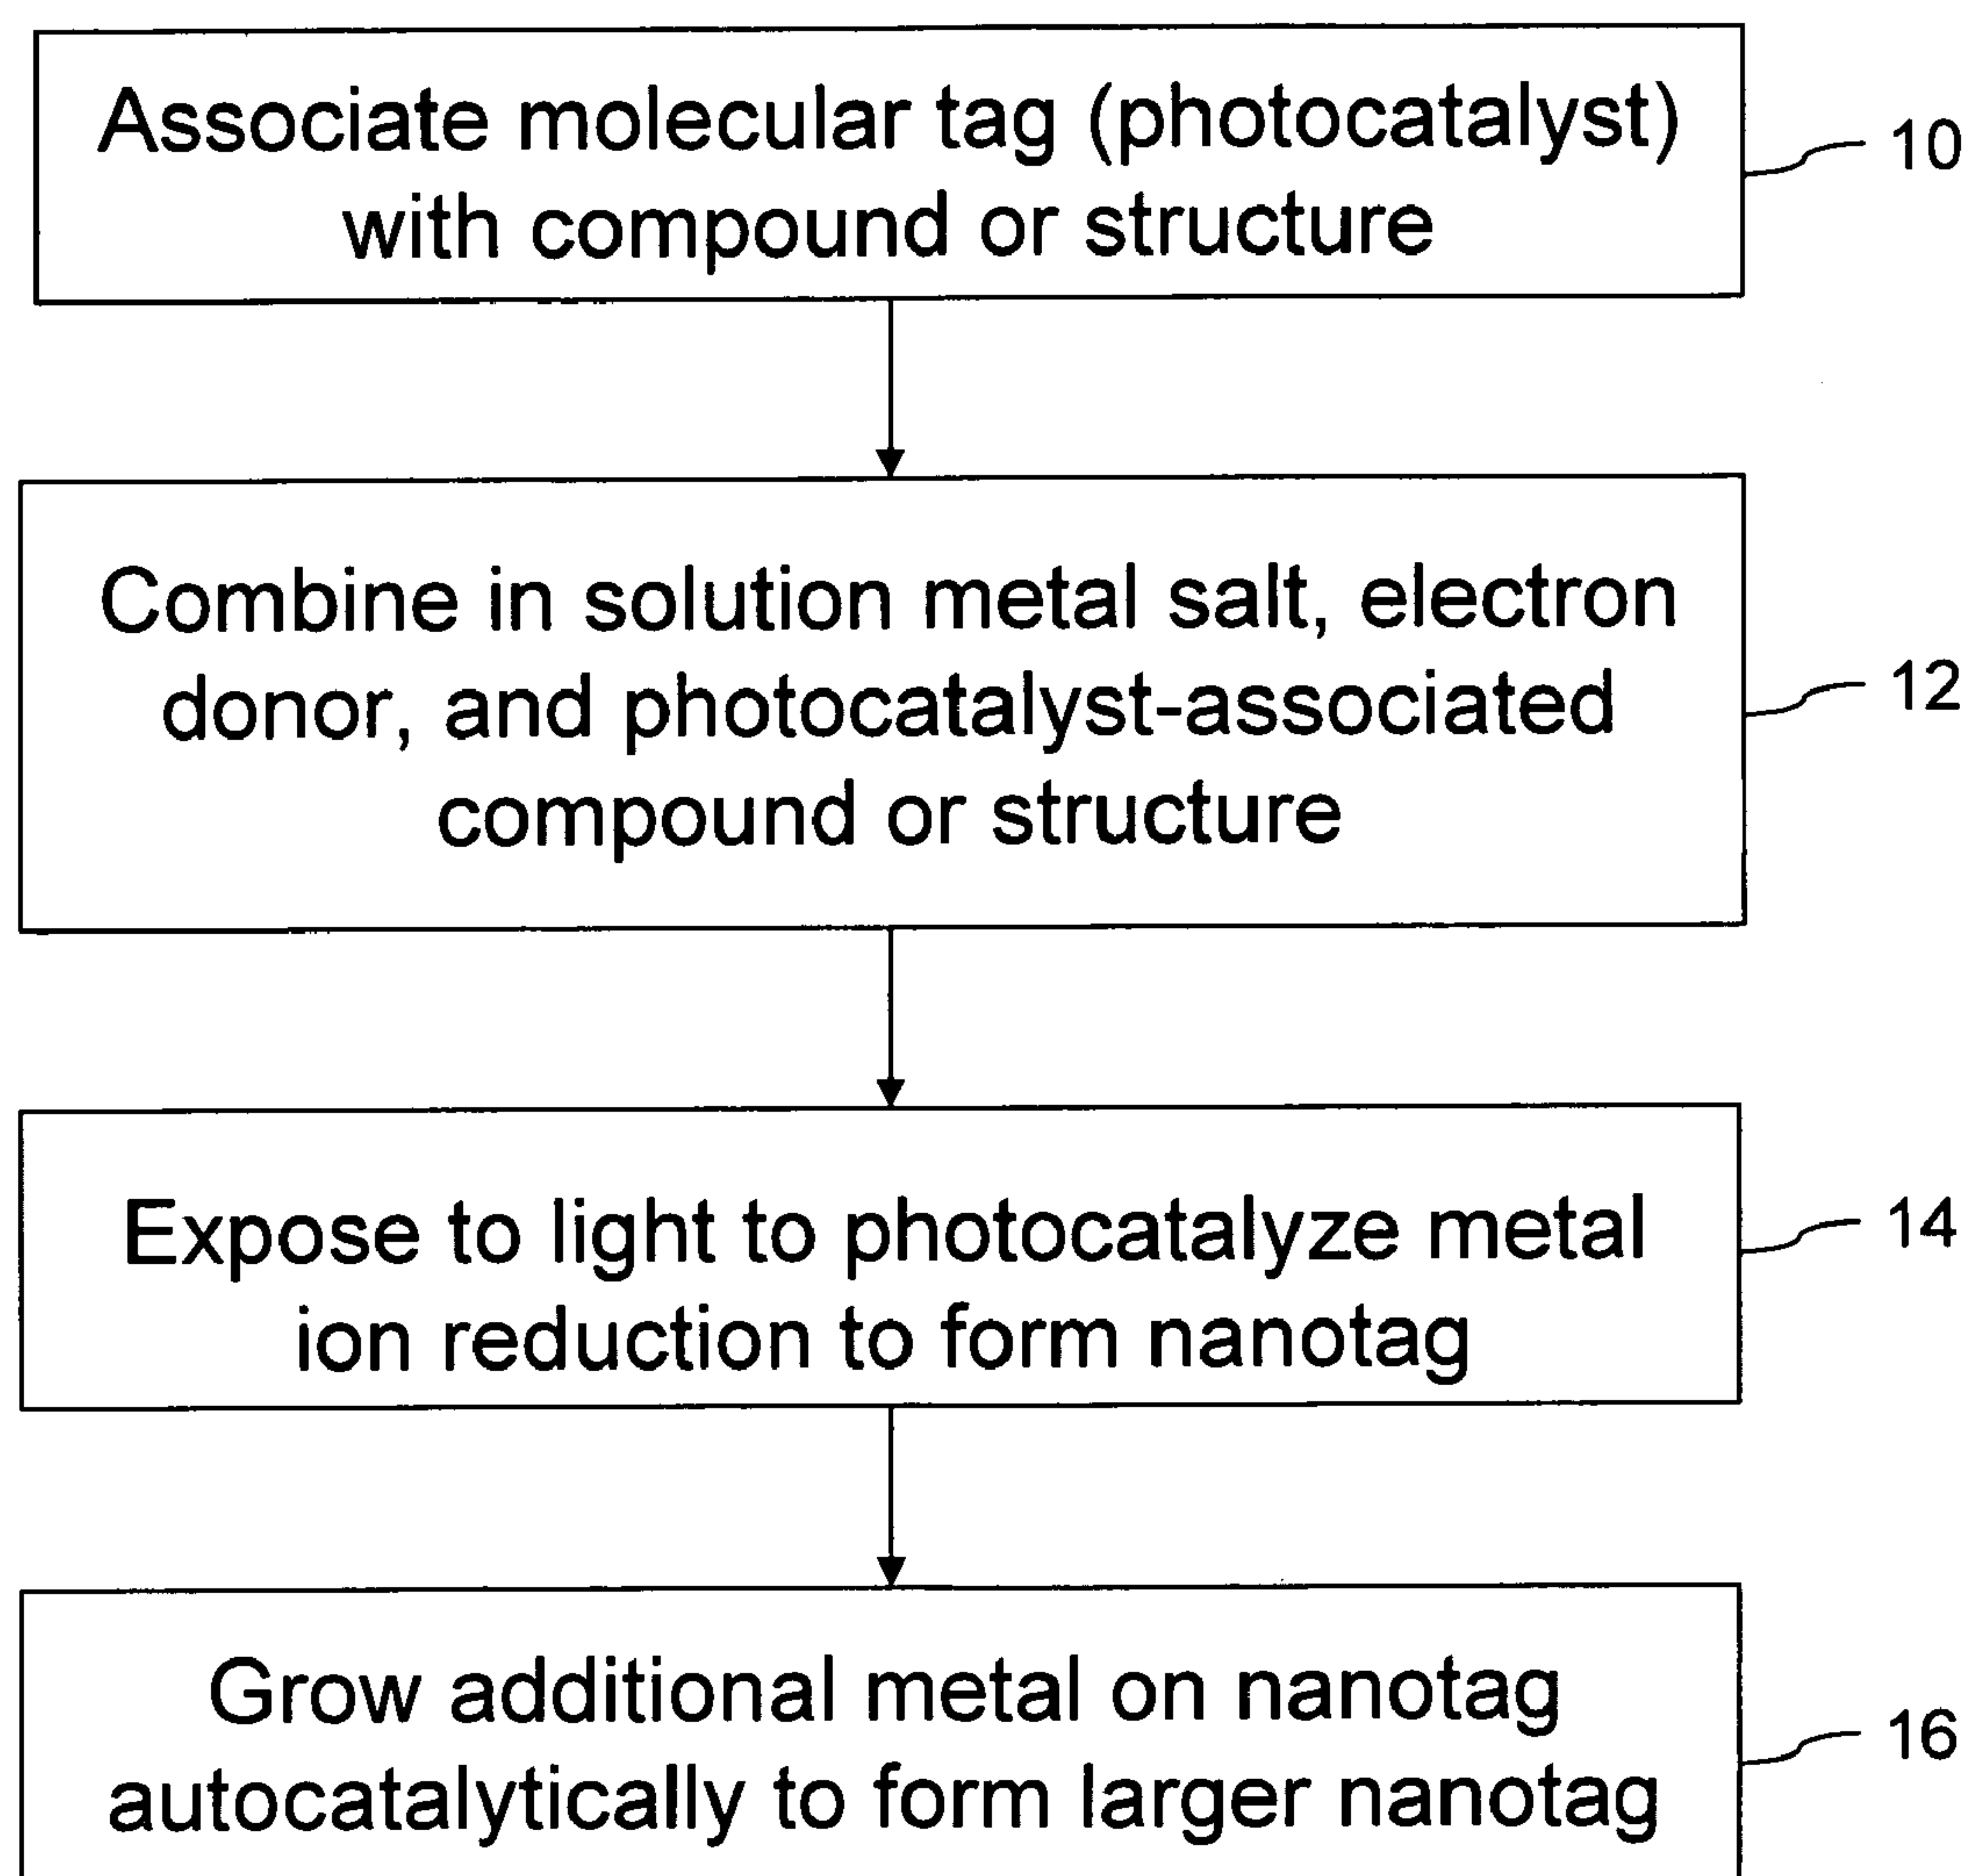 Associate molecular tag (photocatalyst)
with compound or structure
10
Combine in solution metal salt, electron
donor, and photocatalyst-associated
compound or structure
12
Expose to light to photocatalyze metal
ion reduction to form nanotag
14
Grow additional metal on nanotag
autocatalytically to form larger nanotag
16